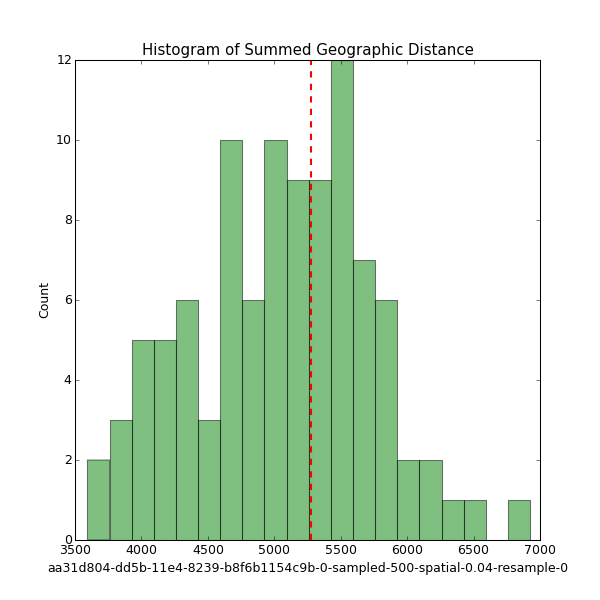 Histogram of Summed Geographic Distance
12
10
8
6
4
2
0
Count
3500 4000 4500 5000 5500 6000 6500 7000
aa31d804-dd5b-11e4-8239-b8f6b1154c9b-0-sampled-500-spatial-0.04-resample-0